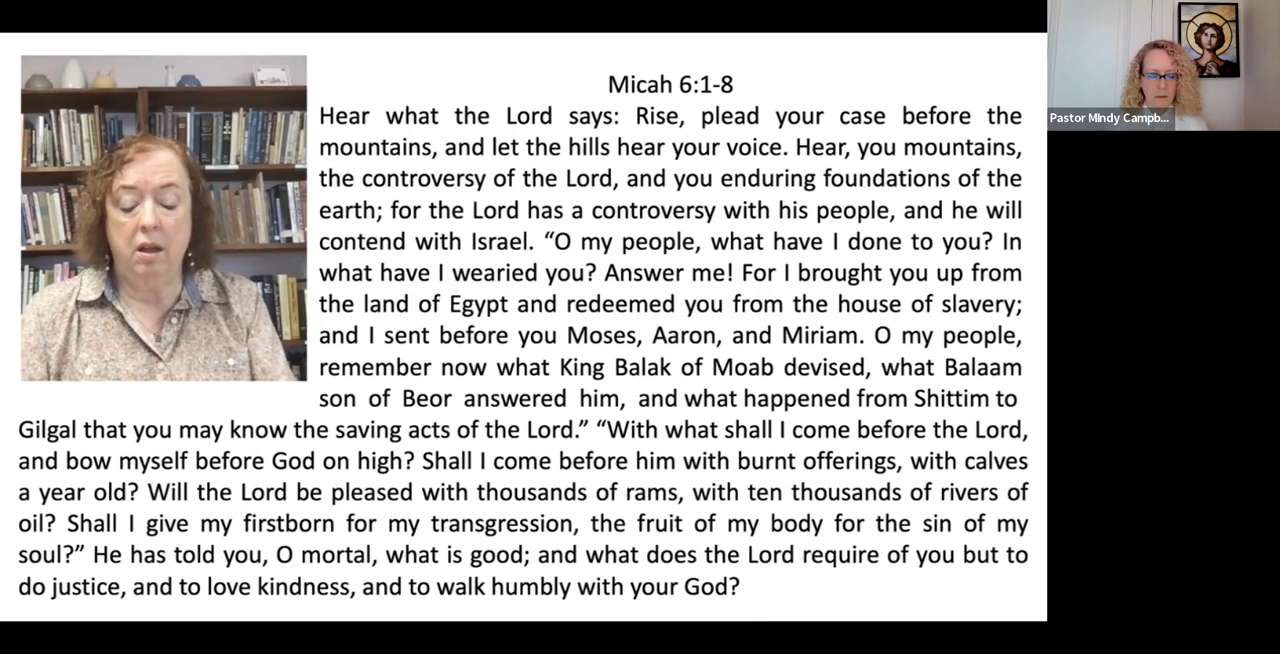 Micah 6:1-8
Hear what the Lord says: Rise, plead your case before the
mountains, and let the hills hear your voice. Hear, you mountains,
the controversy of the Lord, and you enduring foundations of the
earth; for the Lord has a controversy with his people, and he will
contend with Israel. “O my people, what have I done to you? In
what have I wearied you? Answer me! For I brought you up from
the land of Egypt and redeemed you from the house of slavery;
and I sent before you Moses, Aaron, and Miriam. O my people,
remember now what King Balak of Moab devised, what Balaam
son of Beor answered him, and what happened from Shittim to
Gilgal that you may know the saving acts of the Lord.” “With what shall I come before the Lord,
and bow myself before God on high? Shall I come before him with burnt offerings, with calves
a year old? Will the Lord be pleased with thousands of rams, with ten thousands of rivers of
oil? Shall I give my firstborn for my transgression, the fruit of my body for the sin of my
soul?” He has told you, O mortal, what is good; and what does the Lord require of you but to
do justice, and to love kindness, and to walk humbly with your God?
Pastor MIndy Campb...